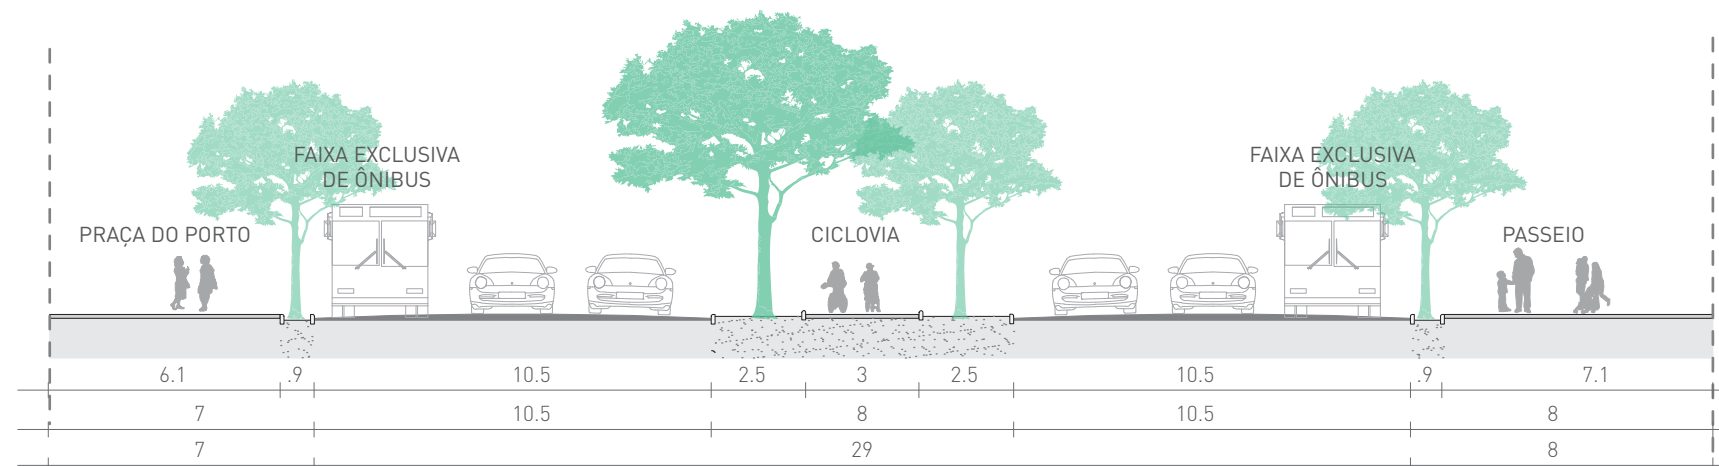 FAIXA EXCLUSIVA
DE ÔNIBUS
FAIXA EXCLUSIVA
DE ÔNIBUS
PRAÇA DO PORTO
CICLOVIA
PASSEIO
6.1 .9 10.5 2.5 3 2.5 10.5 .9 7.1
7 10.5 8 10.5 8
7 29 8